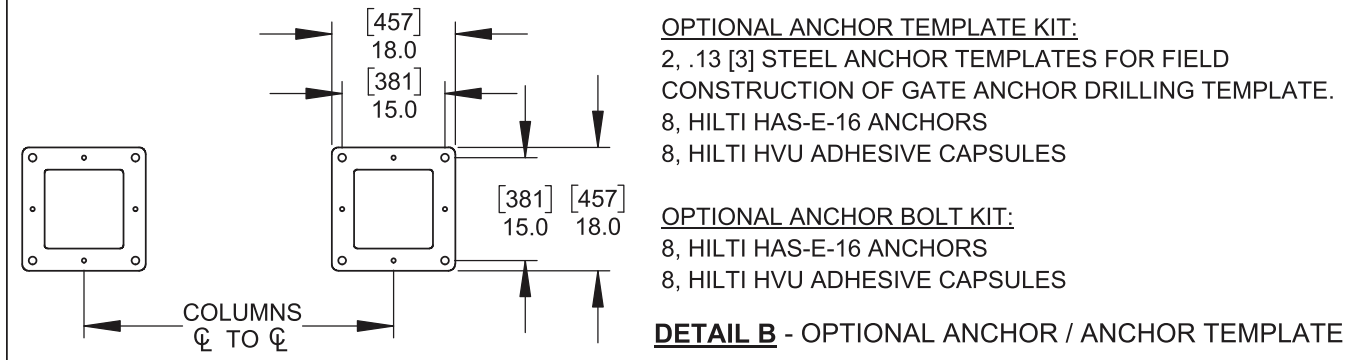 [457]
18.0
[381]
15.0
[381] [457]
15.0 18.0
COLUMNS
℄ TO ℄
OPTIONAL ANCHOR TEMPLATE KIT:
2, .13 [3] STEEL ANCHOR TEMPLATES FOR FIELD
CONSTRUCTION OF GATE ANCHOR DRILLING TEMPLATE.
8, HILTI HAS-E-16 ANCHORS
8, HILTI HVU ADHESIVE CAPSULES
OPTIONAL ANCHOR BOLT KIT:
8, HILTI HAS-E-16 ANCHORS
8, HILTI HVU ADHESIVE CAPSULES
DETAIL B - OPTIONAL ANCHOR / ANCHOR TEMPLATE